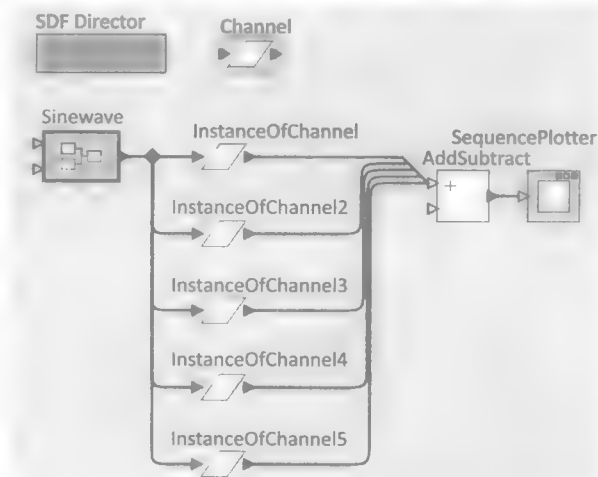 SDF Director
Channel
Sinewave
InstanceOfChannel
SequencePlotter
AddSubtract
+
InstanceOfChannel2
InstanceOfChannel3
InstanceOfChannel4
InstanceOfChannel5